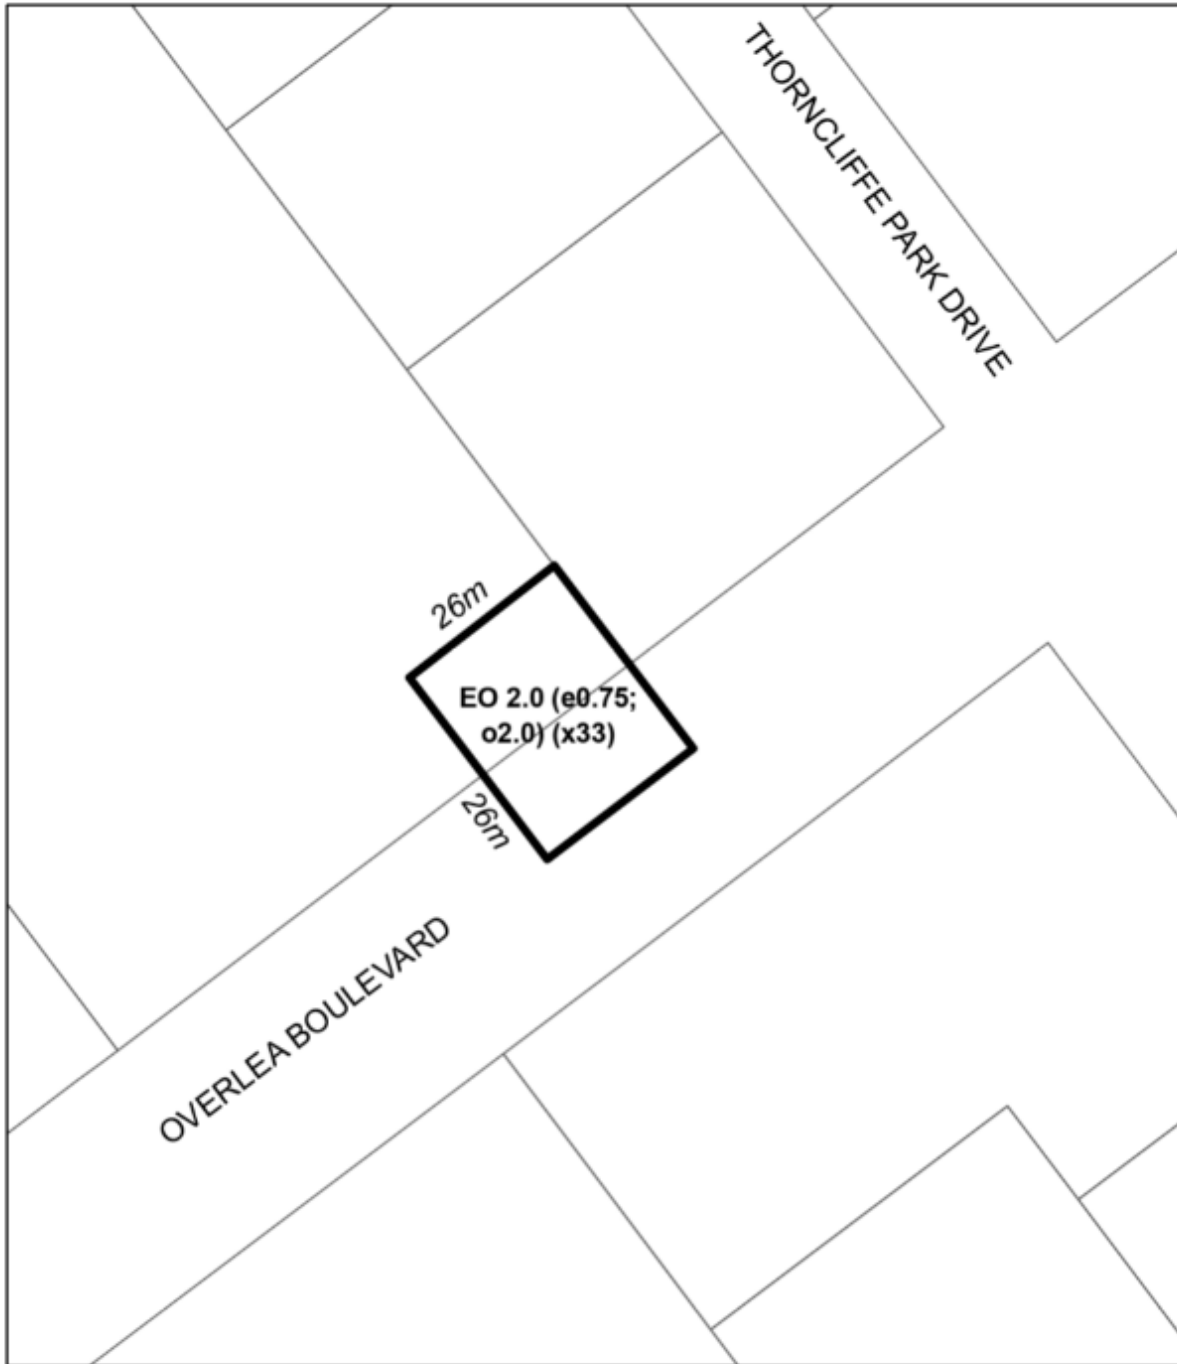 THORNCLIFFE PARK DRIVE
26m
EO 2.0 (e0.75;
o2.0) (x33)
26m
OVERLEA BOULEVARD